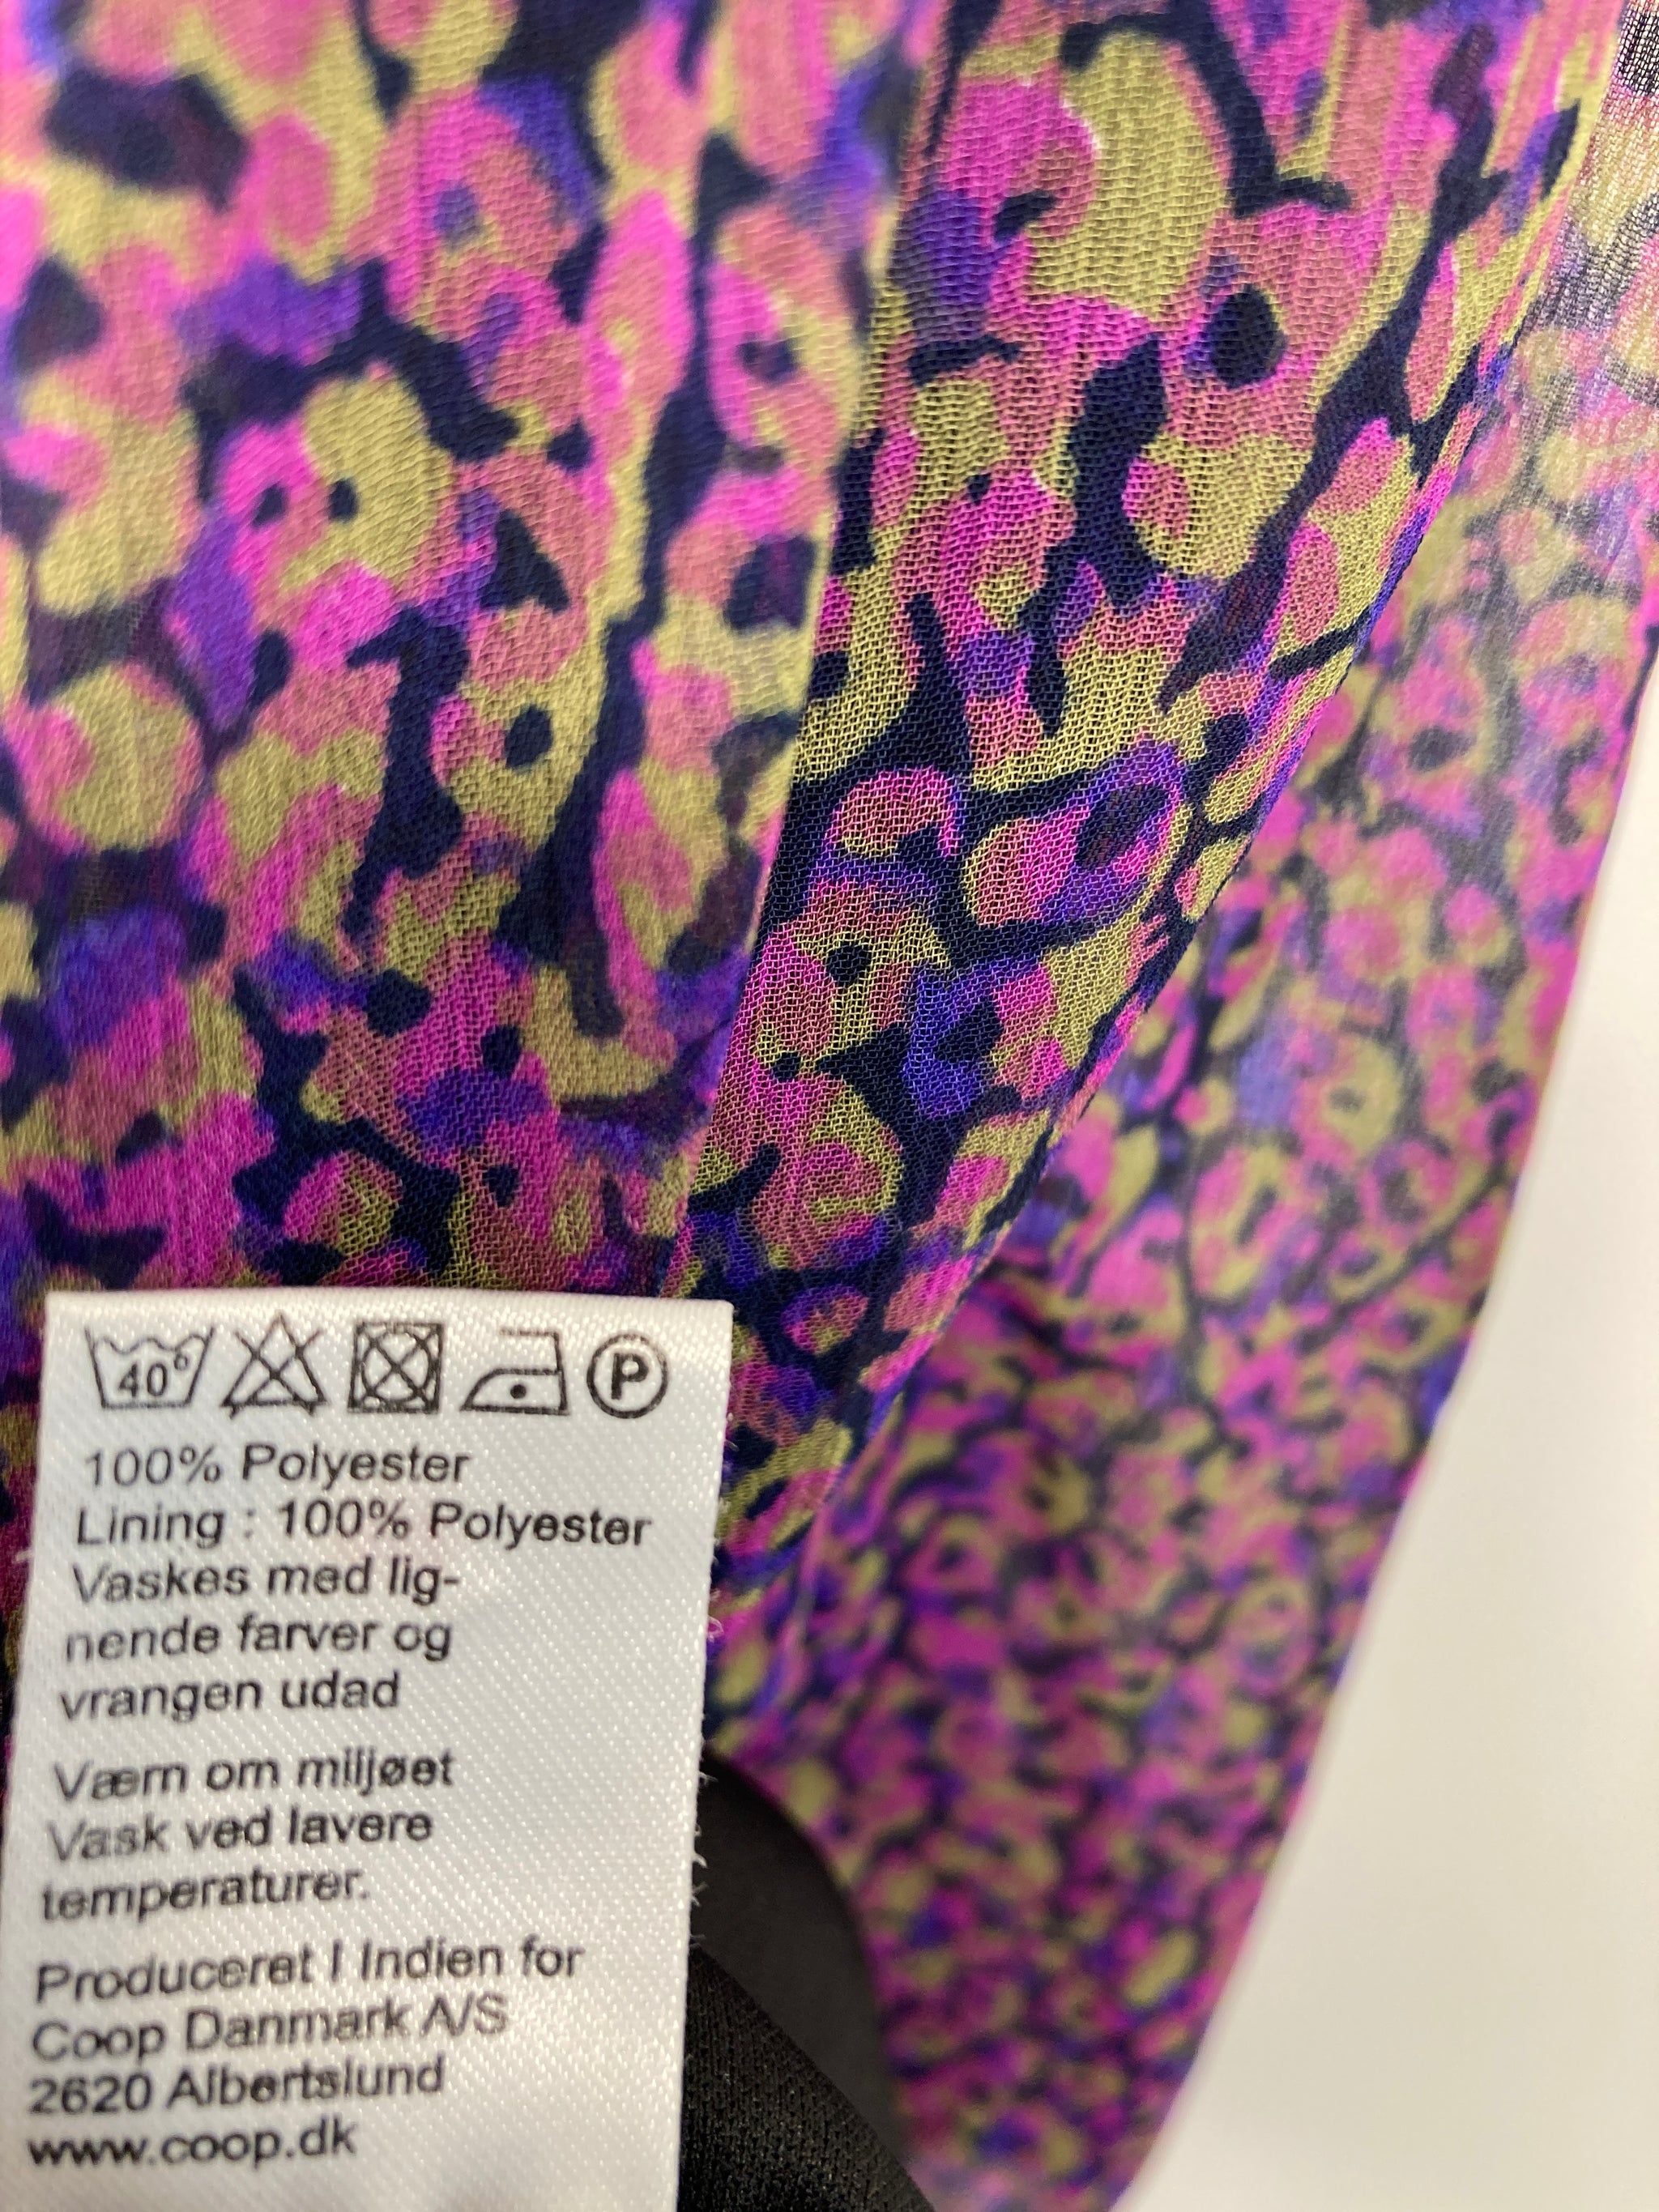 40°
P
100% Polyester
Lining : 100% Polyester
Vaskes med lig-
nende farver og
vrangen udad
Værn om miljøet
Vask ved lavere
temperaturer.
Produceret I Indien for
Coop Danmark A/S
2620 Albertslund
www.coop.dk